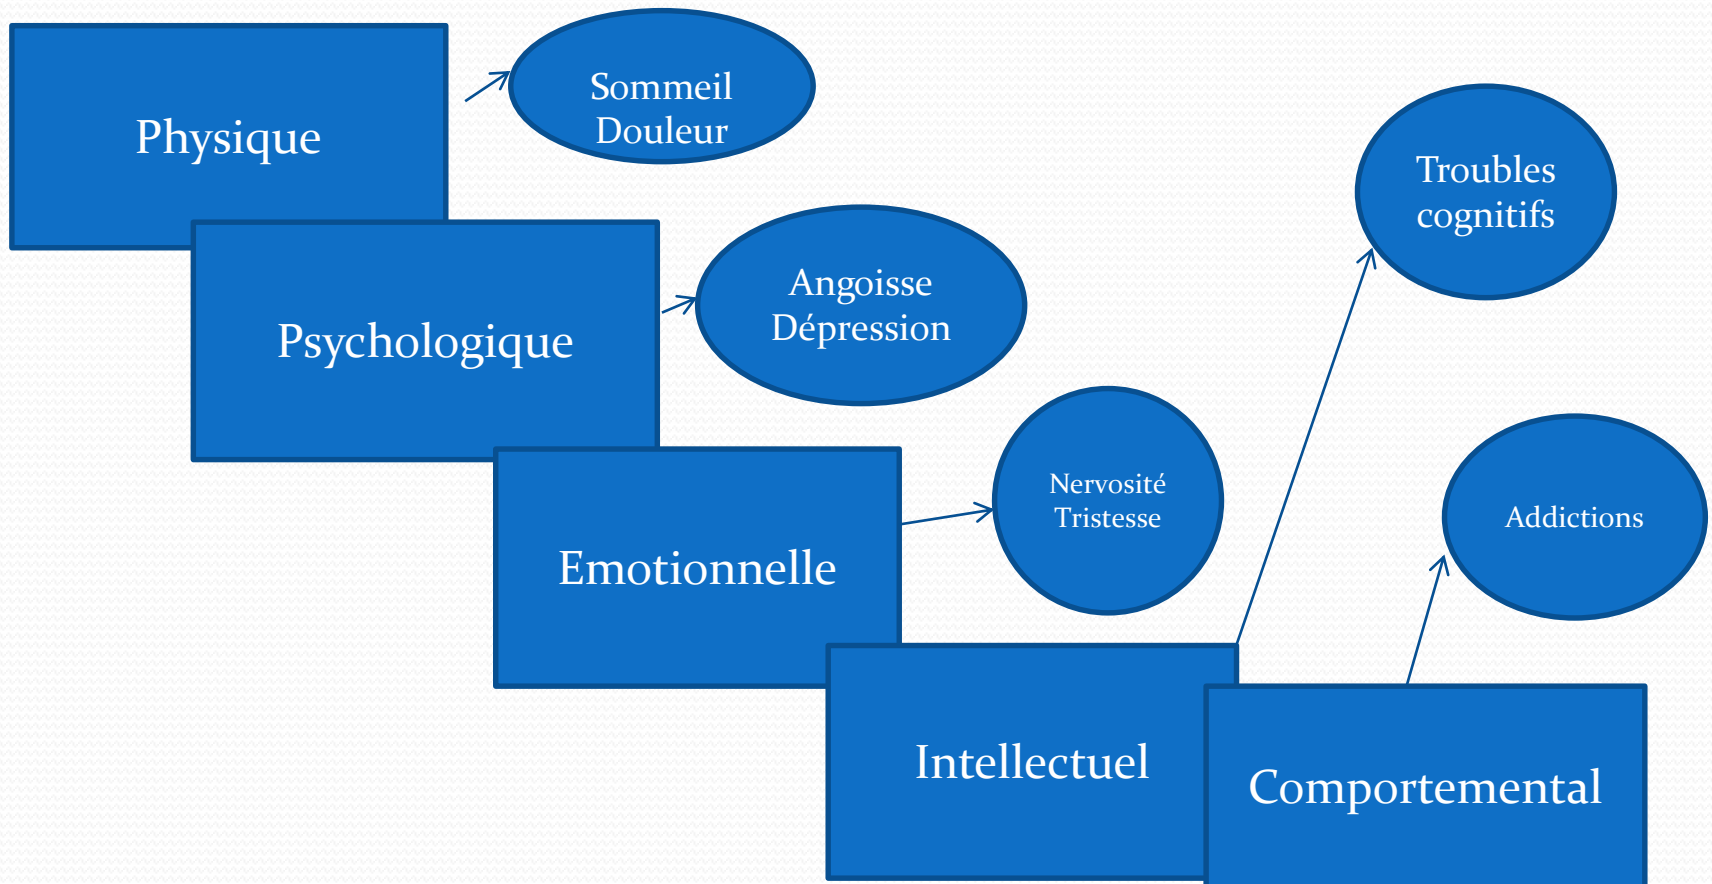 Physique
Sommeil
Douleur
Psychologique
Angoisse
Dépression
Emotionnelle
Nervosité
Tristesse
Intellectuel
Troubles
cognitifs
Comportemental
Addictions